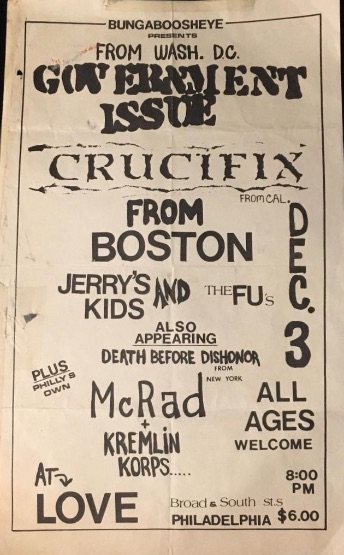 BUNGABOOSHEYE
PRESENTS
FROM WASH. D.C.
GOVERNMENT
ISSUE
CRUCIFIX
FROM CAL.
FROM
BOSTON
DEC. 3
JERRY'S KIDS AND THE FU's
ALSO
APPEARING
DEATH BEFORE DISHONOR
FROM
NEW YORK
PLUS
PHILLY'S
OWN
McRad
+
KREMLIN
KORPS.....
ALL
AGES
WELCOME
AT
LOVE
Broad & South st.s
PHILADELPHIA
8:00
PM
$6.00